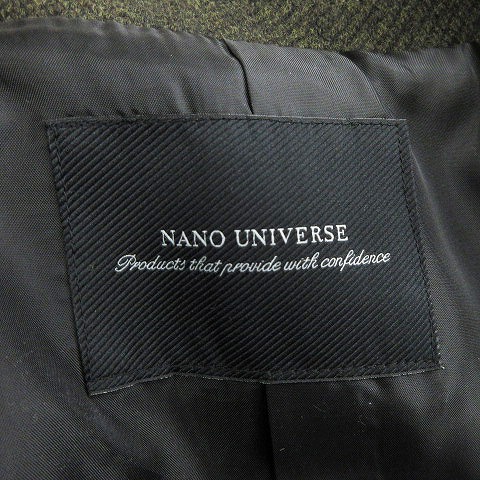 NANO UNIVERSE
Products that provide with confidence